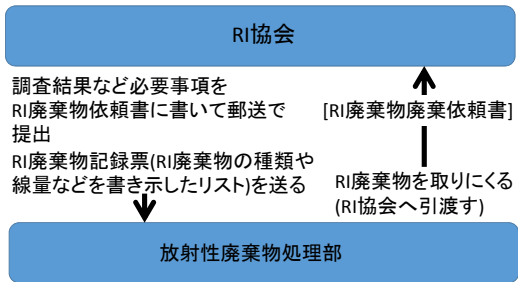 RI協会
調査結果など必要事項を
RI廃棄物依頼書に書いて郵送で
提出
RI廃棄物記録票(RI廃棄物の種類や
線量などを書き示したリスト)を送る
[RI廃棄物廃棄依頼書]
RI廃棄物を取りにくる
(RI協会へ引渡す)
放射性廃棄物処理部